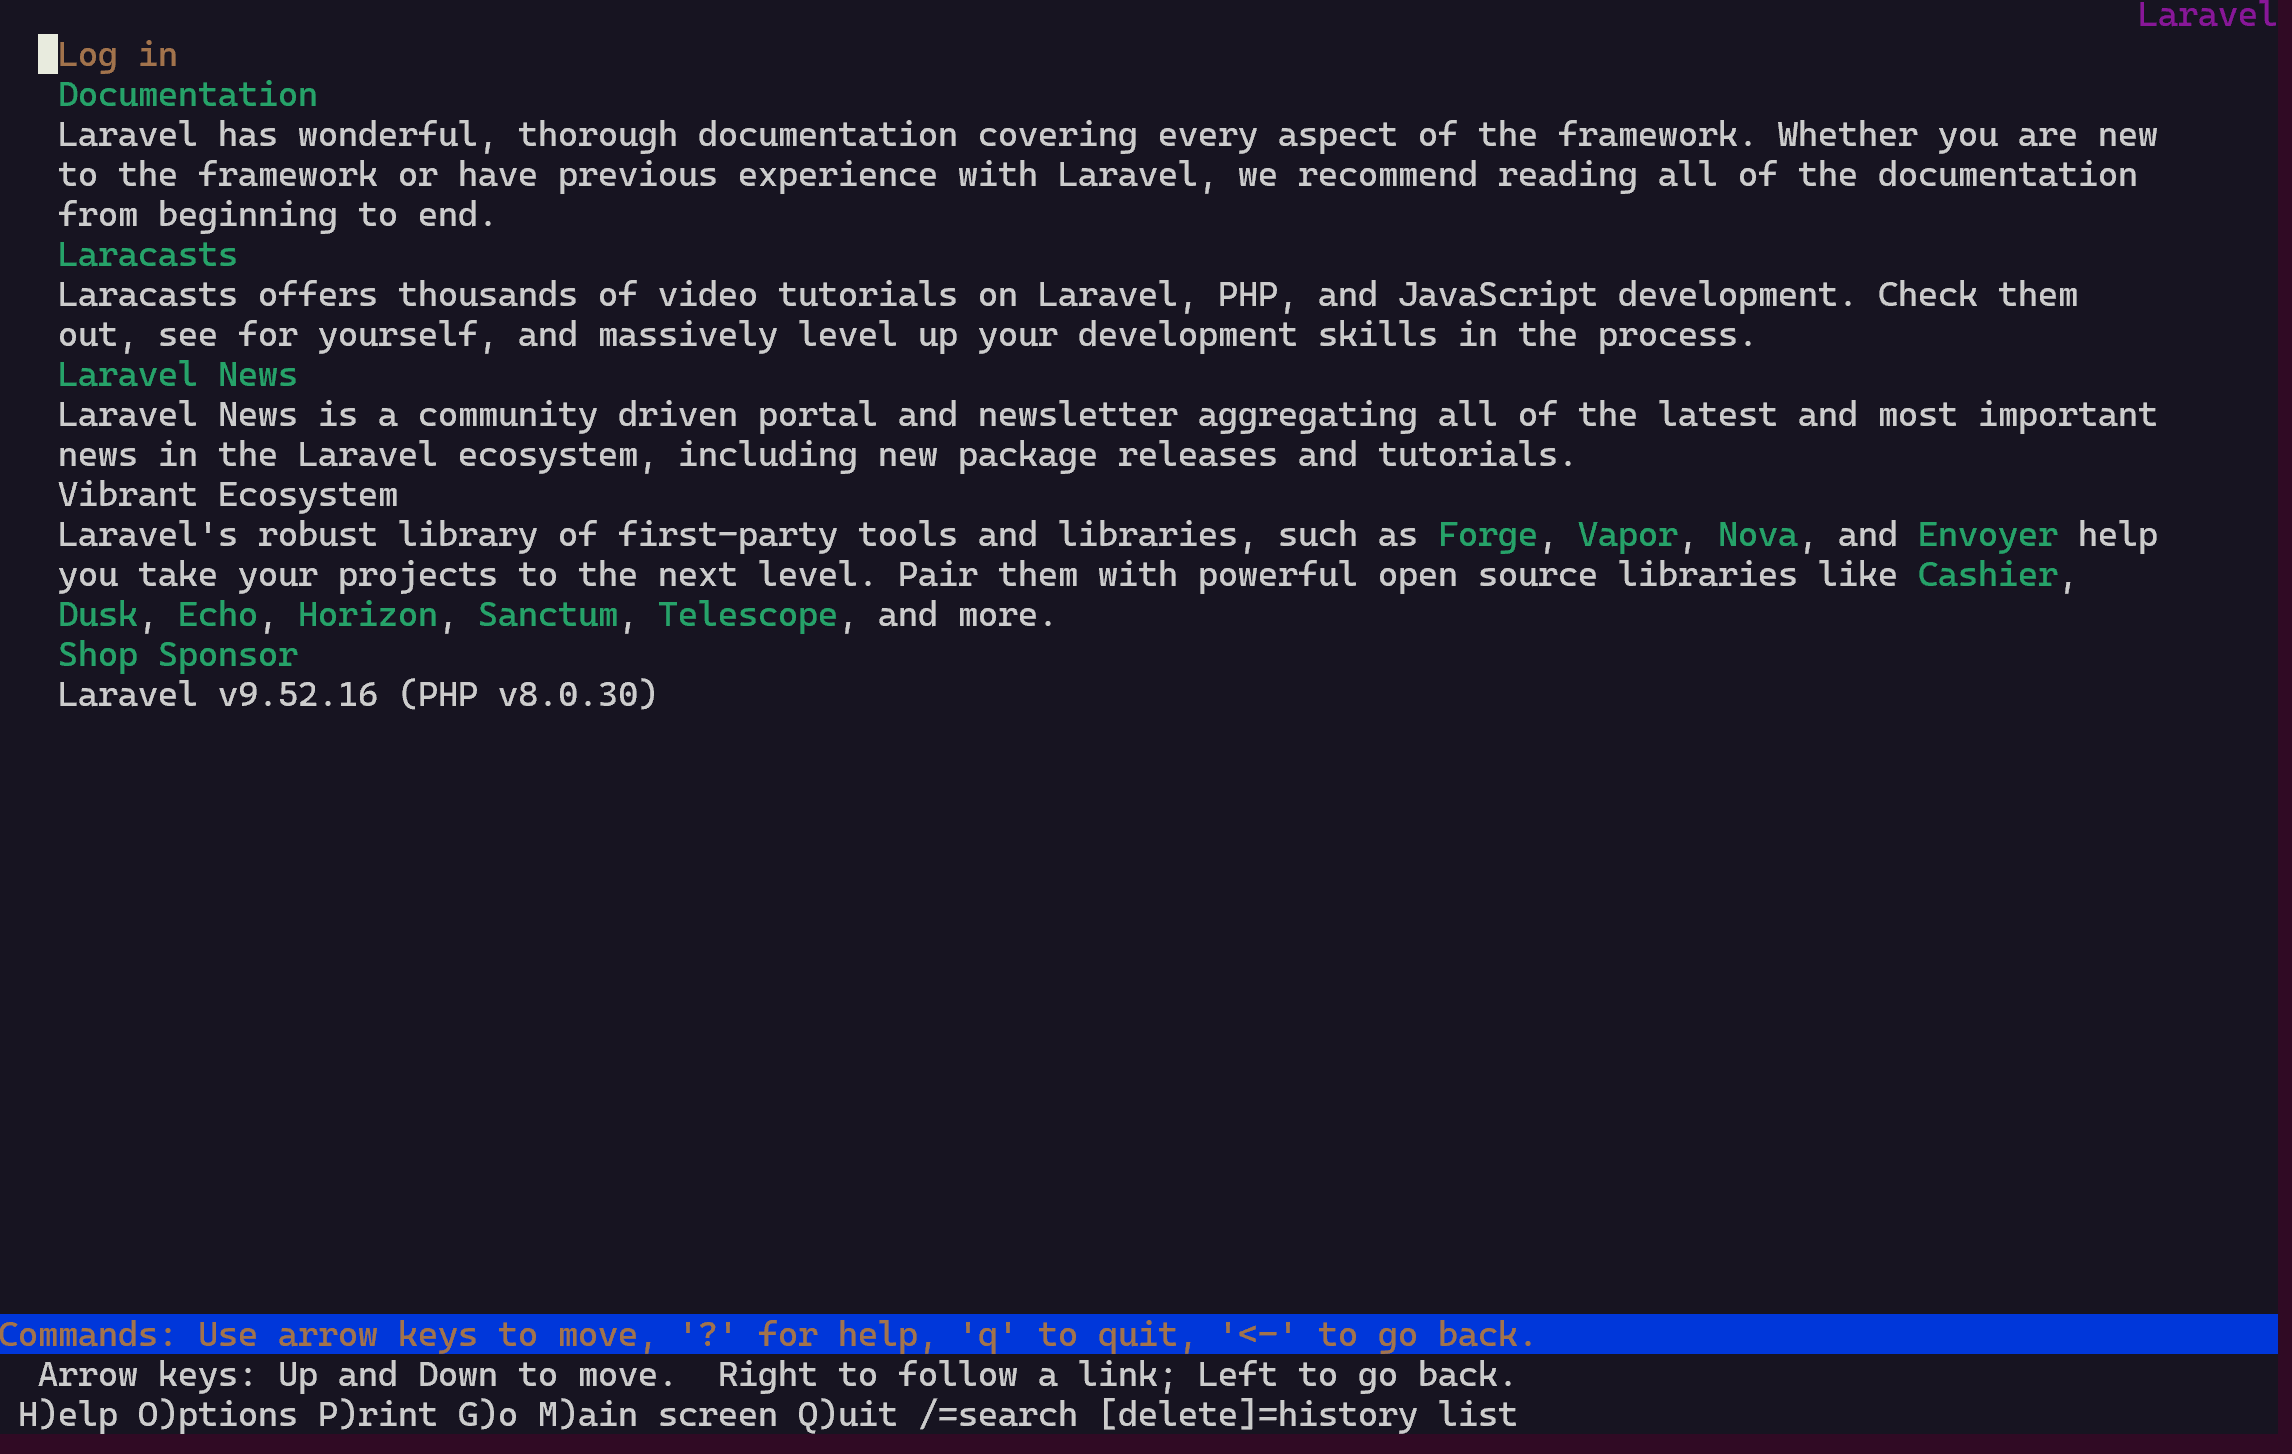 Laravel
Log in
Documentation
Laravel has wonderful, thorough documentation covering every aspect of the framework. Whether you are new
to the framework or have previous experience with Laravel, we recommend reading all of the documentation
from beginning to end.
Laracasts
Laracasts offers thousands of video tutorials on Laravel, PHP, and JavaScript development. Check them
out, see for yourself, and massively level up your development skills in the process.
Laravel News
Laravel News is a community driven portal and newsletter aggregating all of the latest and most important
news in the Laravel ecosystem, including new package releases and tutorials.
Vibrant Ecosystem
Laravel's robust library of first-party tools and libraries, such as Forge, Vapor, Nova, and Envoyer help
you take your projects to the next level. Pair them with powerful open source libraries like Cashier,
Dusk, Echo, Horizon, Sanctum, Telescope, and more.
Shop Sponsor
Laravel v9.52.16 (PHP v8.0.30)
Commands: Use arrow keys to move, '?' for help, 'q' to quit, '<-' to go back.
Arrow keys: Up and Down to move.  Right to follow a link; Left to go back.
H)elp O)ptions P)rint G)o M)ain screen Q)uit /=search [delete]=history list